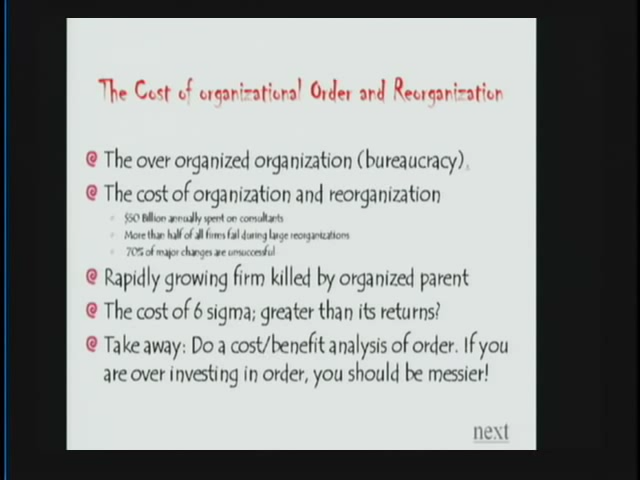 The Cost of organizational Order and Reorganization
The over organized organization (bureaucracy).
The cost of organization and reorganization
$50 Billion annually spent on consultants
More than half of all firms fail during large reorganizations
70% of major changes are unsuccessful
Rapidly growing firm killed by organized parent
The cost of 6 sigma; greater than its returns?
Take away: Do a cost/benefit analysis of order. If you
are over investing in order, you should be messier!
next